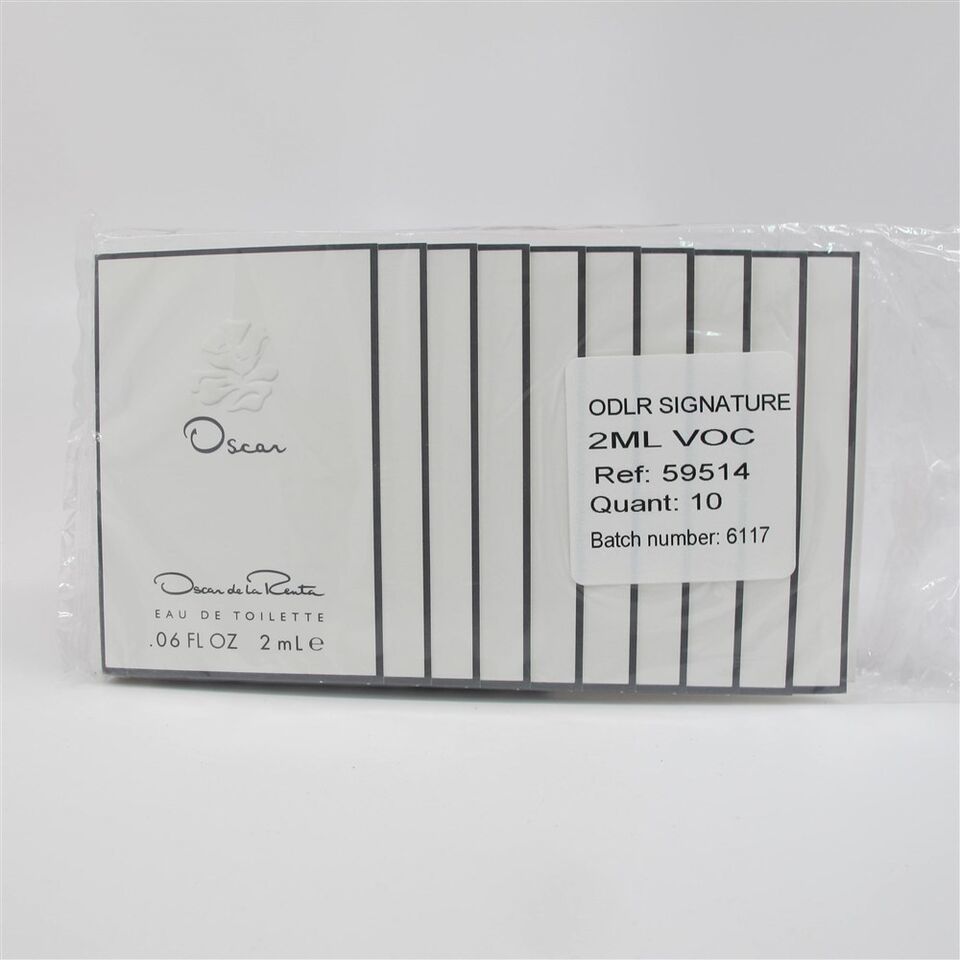 Oscar
Oscar de la Renta
EAU DE TOILETTE
.06 FL OZ 2 mL ℮
ODLR SIGNATURE
2ML VOC
Ref: 59514
Quant: 10
Batch number: 6117